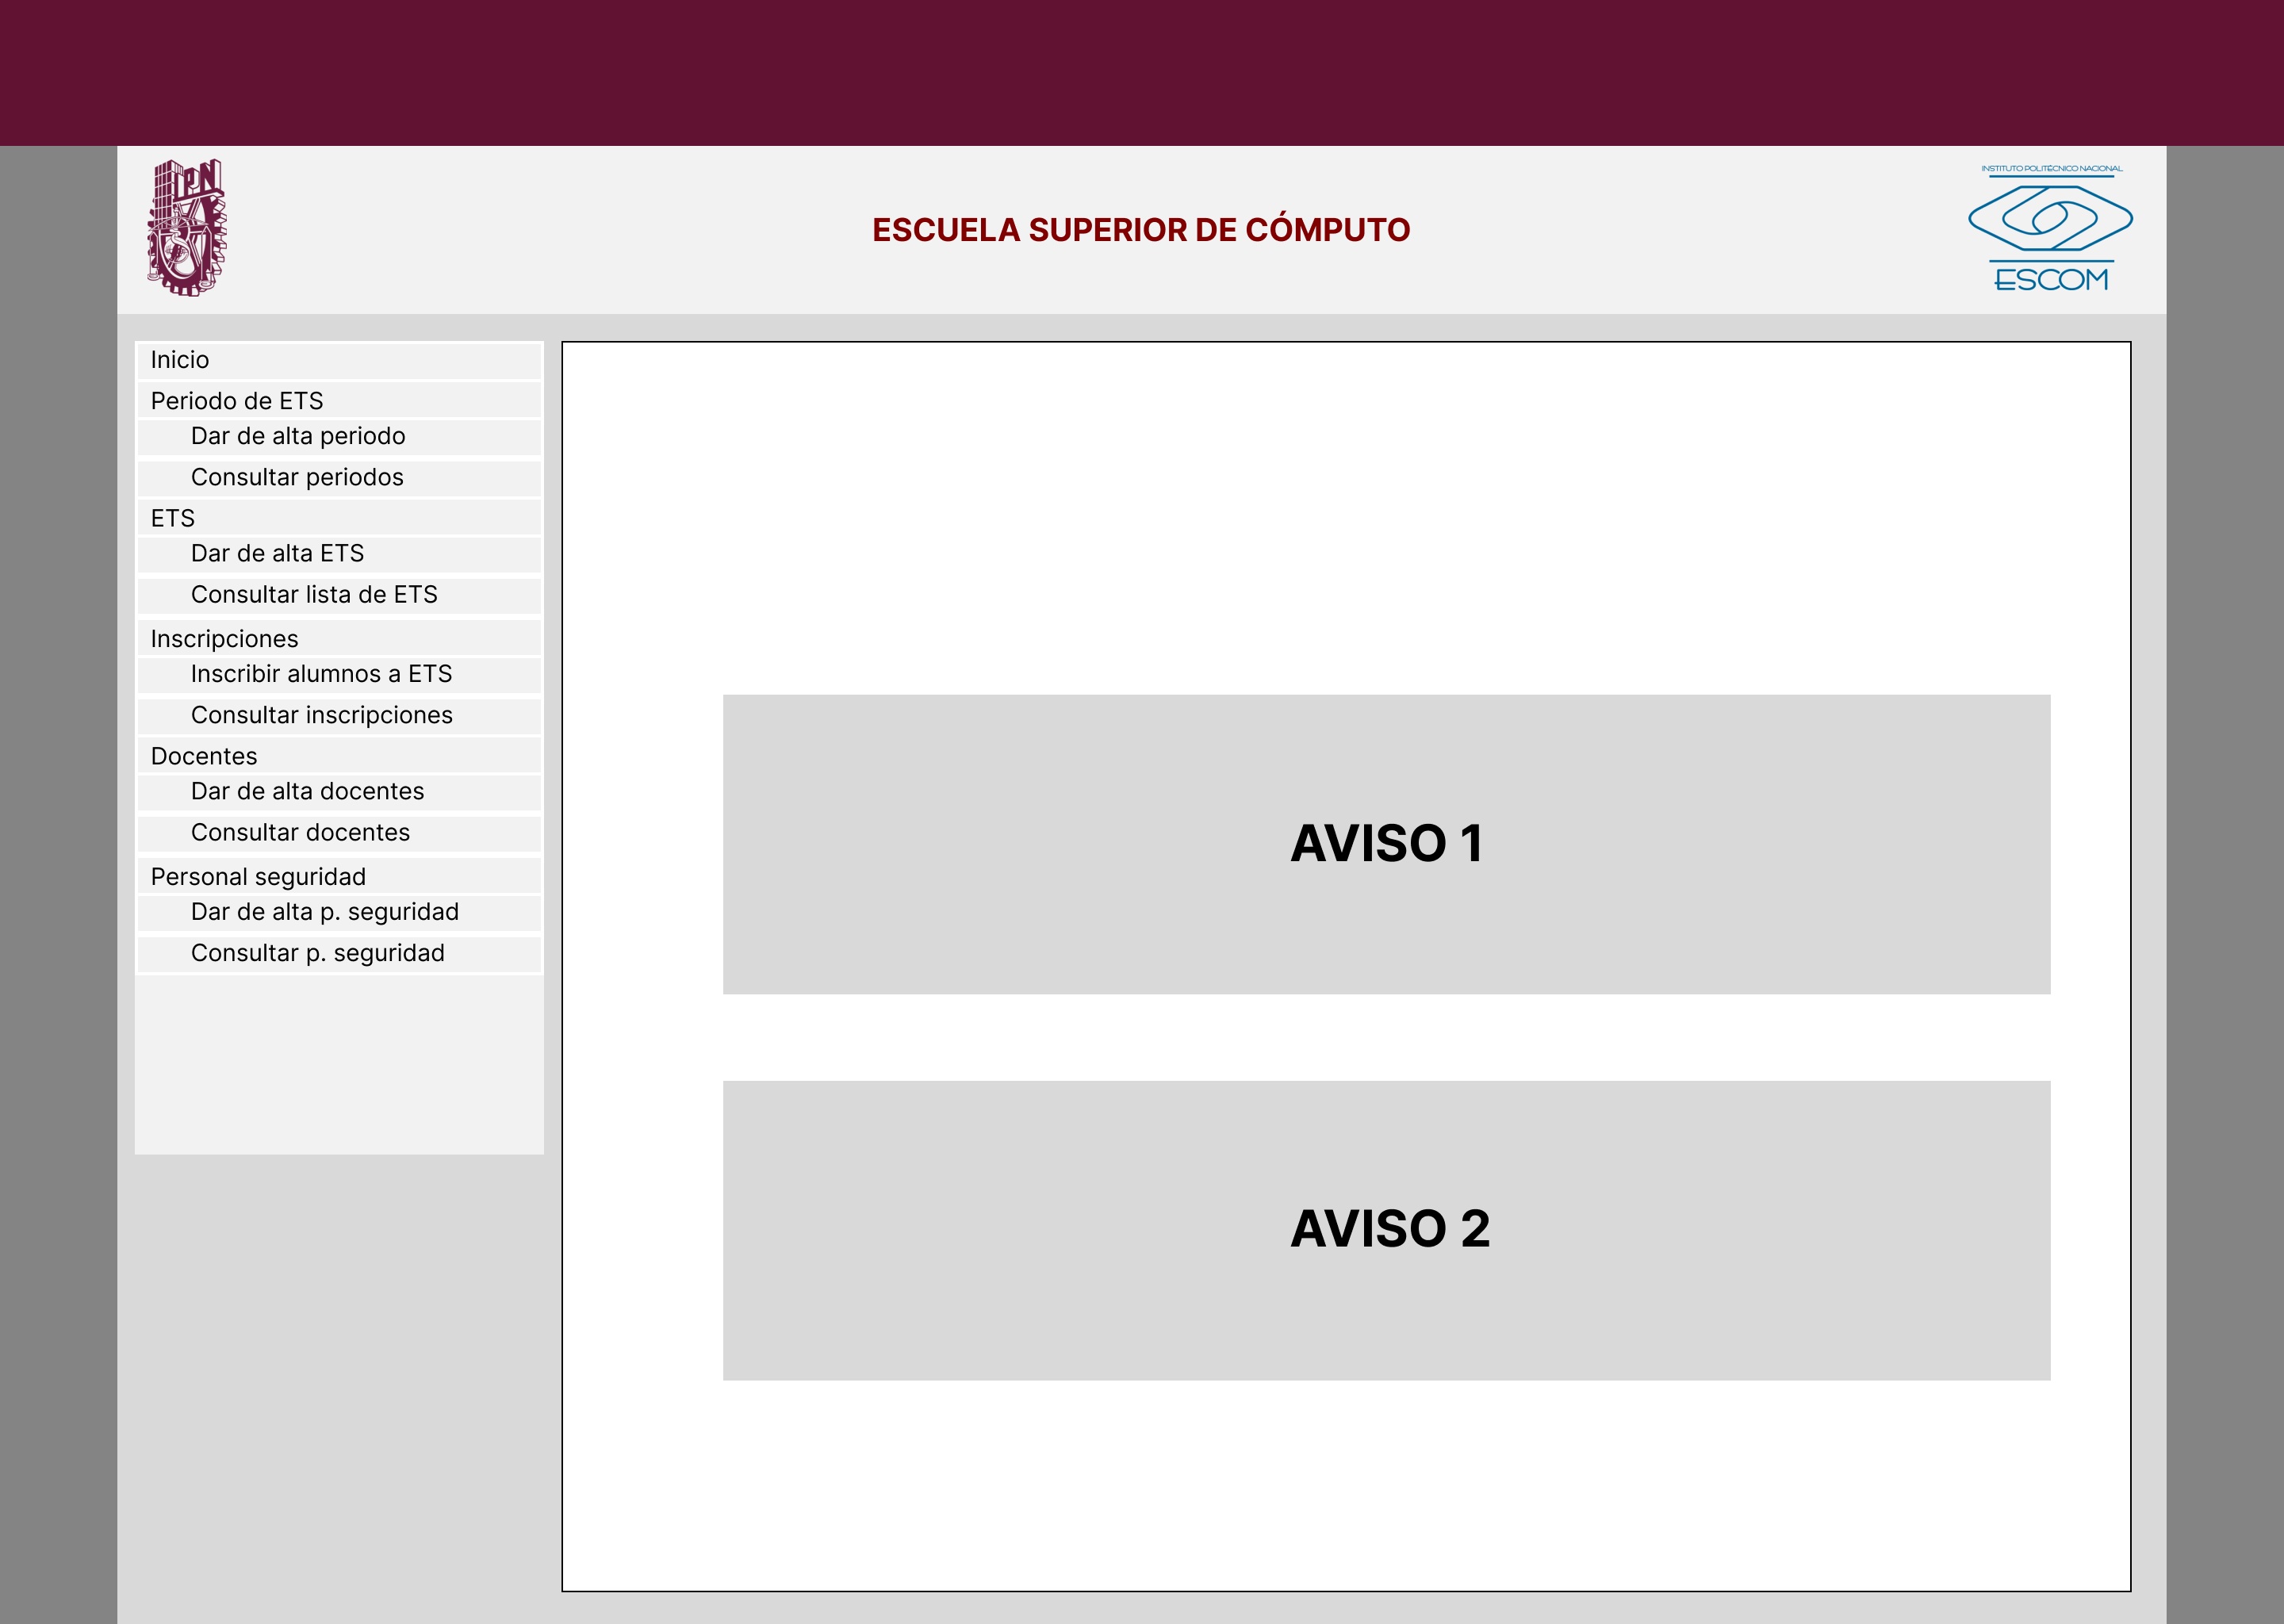 IPN
INSTITUTO POLITÉCNICO NACIONAL
ESCUELA SUPERIOR DE CÓMPUTO
ESCOM
Inicio
Periodo de ETS
Dar de alta periodo
Consultar periodos
ETS
Dar de alta ETS
Consultar lista de ETS
Inscripciones
Inscribir alumnos a ETS
Consultar inscripciones
Docentes
Dar de alta docentes
Consultar docentes
Personal seguridad
Dar de alta p. seguridad
Consultar p. seguridad
AVISO 1
AVISO 2